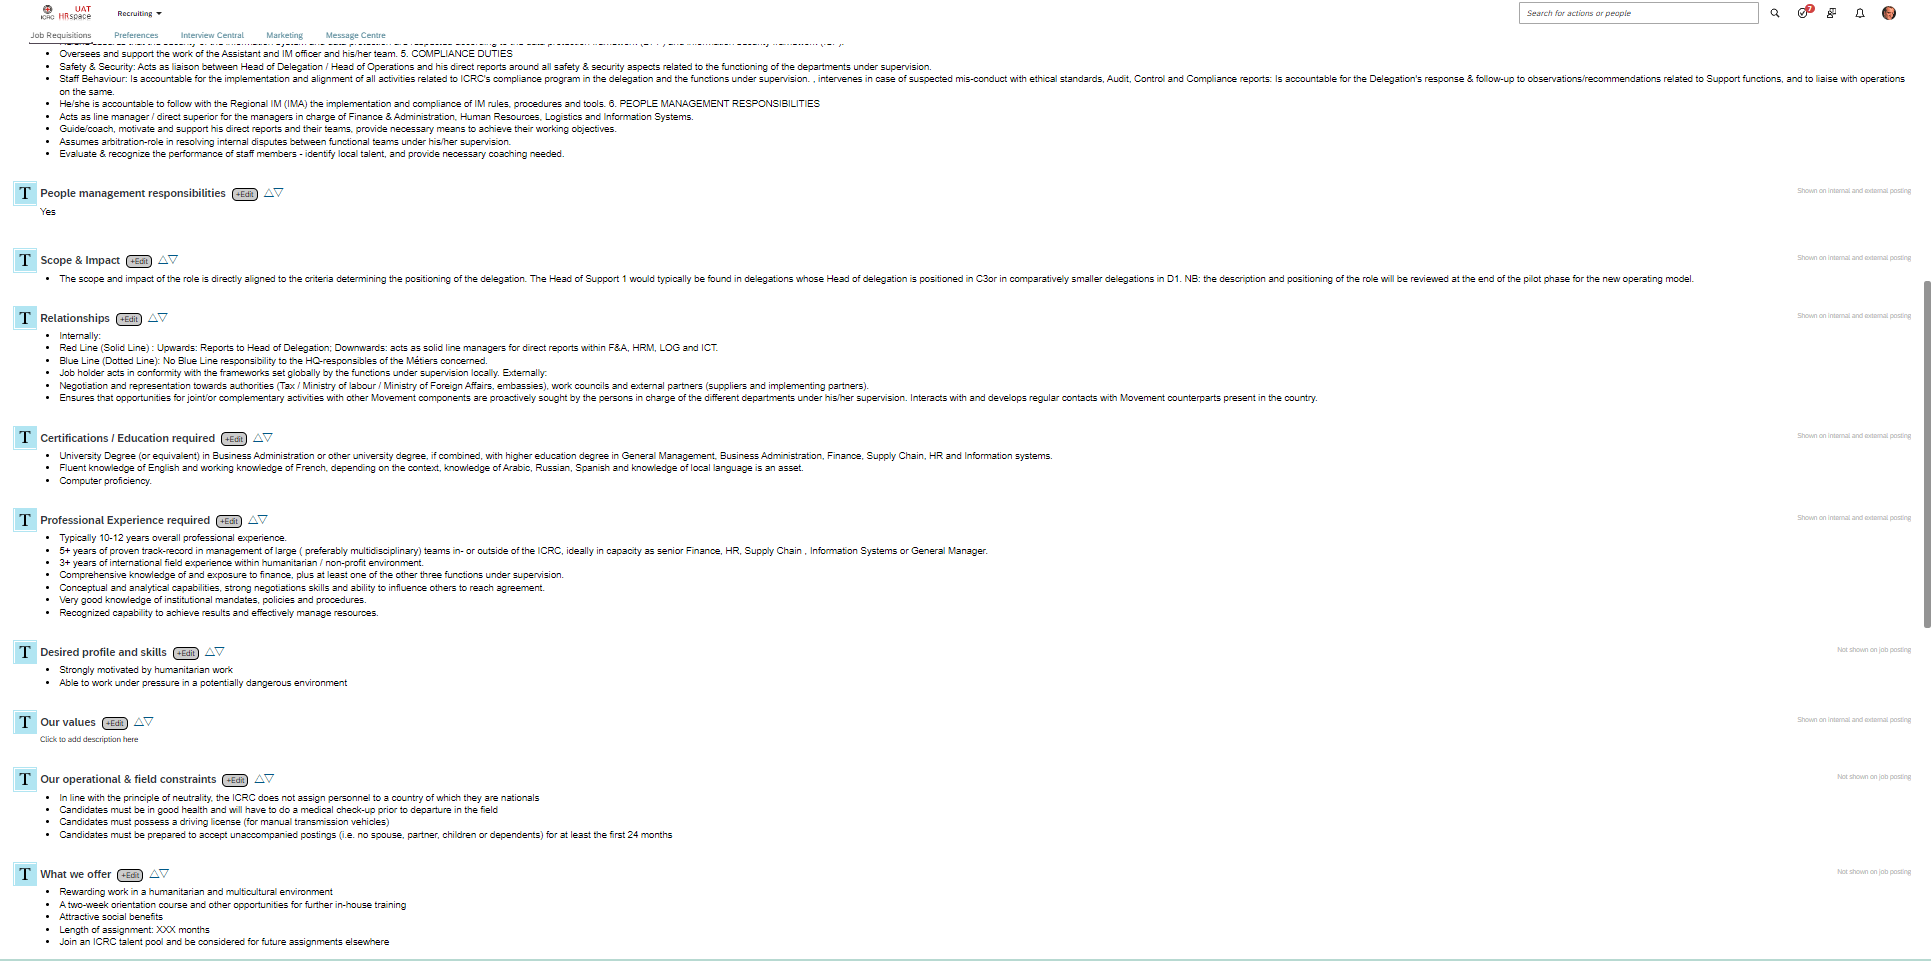 ICRC
UAT
HRspace
Recruiting
Search for actions or people
7
Job Requisitions Preferences Interview Central Marketing Message Centre
Oversees and support the work of the Assistant and IM officer and his/her team. 5. COMPLIANCE DUTIES
Safety & Security: Acts as liaison between Head of Delegation / Head of Operations and his direct reports around all safety & security aspects related to the functioning of the departments under supervision.
Staff Behaviour: Is accountable for the implementation and alignment of all activities related to ICRC's compliance program in the delegation and the functions under supervision. , intervenes in case of suspected mis-conduct with ethical standards, Audit, Control and Compliance reports: Is accountable for the Delegation's response & follow-up to observations/recommendations related to Support functions, and to liaise with operations
on the same.
He/she is accountable to follow with the Regional IM (IMA) the implementation and compliance of IM rules, procedures and tools. 6. PEOPLE MANAGEMENT RESPONSIBILITIES
Acts as line manager / direct superior for the managers in charge of Finance & Administration, Human Resources, Logistics and Information Systems.
Guide/coach, motivate and support his direct reports and their teams, provide necessary means to achieve their working objectives.
Assumes arbitration-role in resolving internal disputes between functional teams under his/her supervision.
Evaluate & recognize the performance of staff members - identify local talent, and provide necessary coaching needed.
T People management responsibilities +Edit
Shown on internal and external posting
Yes
T Scope & Impact +Edit
Shown on internal and external posting
The scope and impact of the role is directly aligned to the criteria determining the positioning of the delegation. The Head of Support 1 would typically be found in delegations whose Head of delegation is positioned in C3or in comparatively smaller delegations in D1. NB: the description and positioning of the role will be reviewed at the end of the pilot phase for the new operating model.
T Relationships +Edit
Shown on internal and external posting
Internally:
Red Line (Solid Line) : Upwards: Reports to Head of Delegation; Downwards: acts as solid line managers for direct reports within F&A, HRM, LOG and ICT.
Blue Line (Dotted Line): No Blue Line responsibility to the HQ-responsibles of the Métiers concerned.
Job holder acts in conformity with the frameworks set globally by the functions under supervision locally. Externally:
Negotiation and representation towards authorities (Tax / Ministry of labour / Ministry of Foreign Affairs, embassies), work councils and external partners (suppliers and implementing partners).
Ensures that opportunities for joint/or complementary activities with other Movement components are proactively sought by the persons in charge of the different departments under his/her supervision. Interacts with and develops regular contacts with Movement counterparts present in the country.
T Certifications / Education required +Edit
Shown on internal and external posting
University Degree (or equivalent) in Business Administration or other university degree, if combined, with higher education degree in General Management, Business Administration, Finance, Supply Chain, HR and Information systems.
Fluent knowledge of English and working knowledge of French, depending on the context, knowledge of Arabic, Russian, Spanish and knowledge of local language is an asset.
Computer proficiency.
T Professional Experience required +Edit
Shown on internal and external posting
Typically 10-12 years overall professional experience.
5+ years of proven track-record in management of large ( preferably multidisciplinary) teams in- or outside of the ICRC, ideally in capacity as senior Finance, HR, Supply Chain , Information Systems or General Manager.
3+ years of international field experience within humanitarian / non-profit environment.
Comprehensive knowledge of and exposure to finance, plus at least one of the other three functions under supervision.
Conceptual and analytical capabilities, strong negotiations skills and ability to influence others to reach agreement.
Very good knowledge of institutional mandates, policies and procedures.
Recognized capability to achieve results and effectively manage resources.
T Desired profile and skills +Edit
Not shown on job posting
Strongly motivated by humanitarian work
Able to work under pressure in a potentially dangerous environment
T Our values +Edit
Shown on internal and external posting
Click to add description here
T Our operational & field constraints +Edit
Not shown on job posting
In line with the principle of neutrality, the ICRC does not assign personnel to a country of which they are nationals
Candidates must be in good health and will have to do a medical check-up prior to departure in the field
Candidates must possess a driving license (for manual transmission vehicles)
Candidates must be prepared to accept unaccompanied postings (i.e. no spouse, partner, children or dependents) for at least the first 24 months
T What we offer +Edit
Not shown on job posting
Rewarding work in a humanitarian and multicultural environment
A two-week orientation course and other opportunities for further in-house training
Attractive social benefits
Length of assignment: XXX months
Join an ICRC talent pool and be considered for future assignments elsewhere